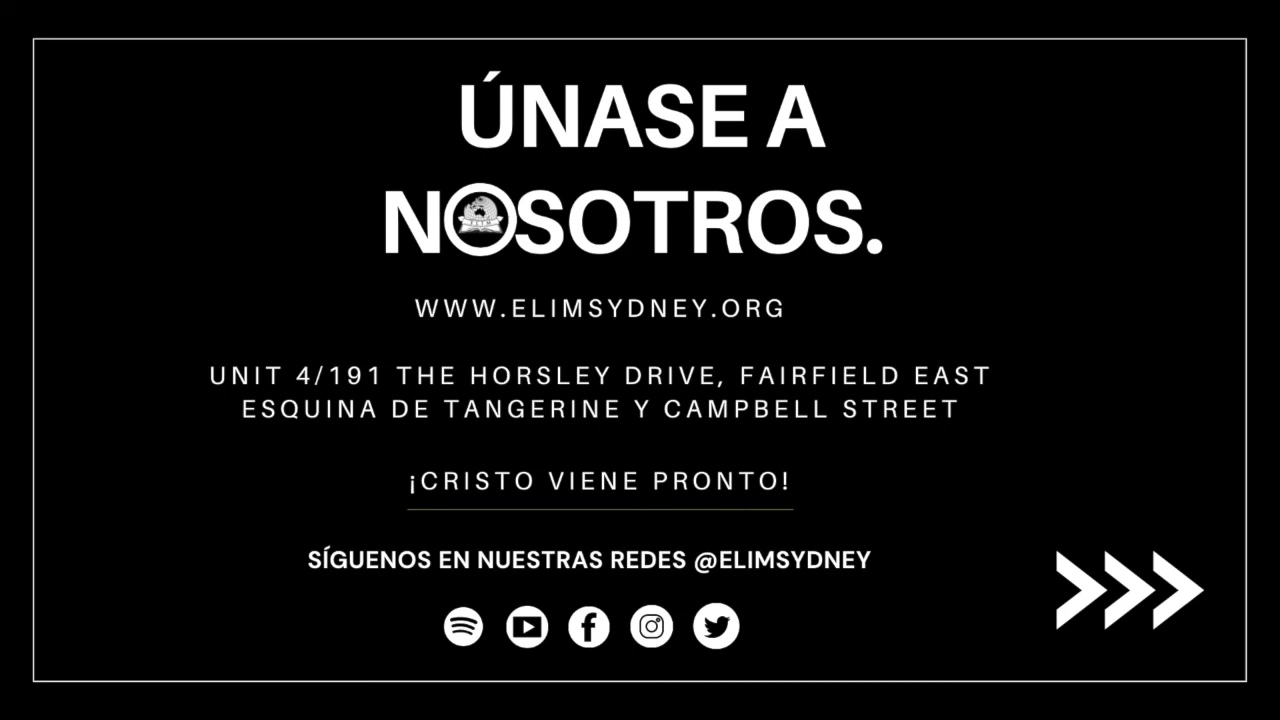 ÚNASE A
NOSOTROS.
WWW.ELIMSYDNEY.ORG
UNIT 4/191 THE HORSLEY DRIVE, FAIRFIELD EAST
ESQUINA DE TANGERINE Y CAMPBELL STREET
¡CRISTO VIENE PRONTO!
SÍGUENOS EN NUESTRAS REDES @ELIMSYDNEY